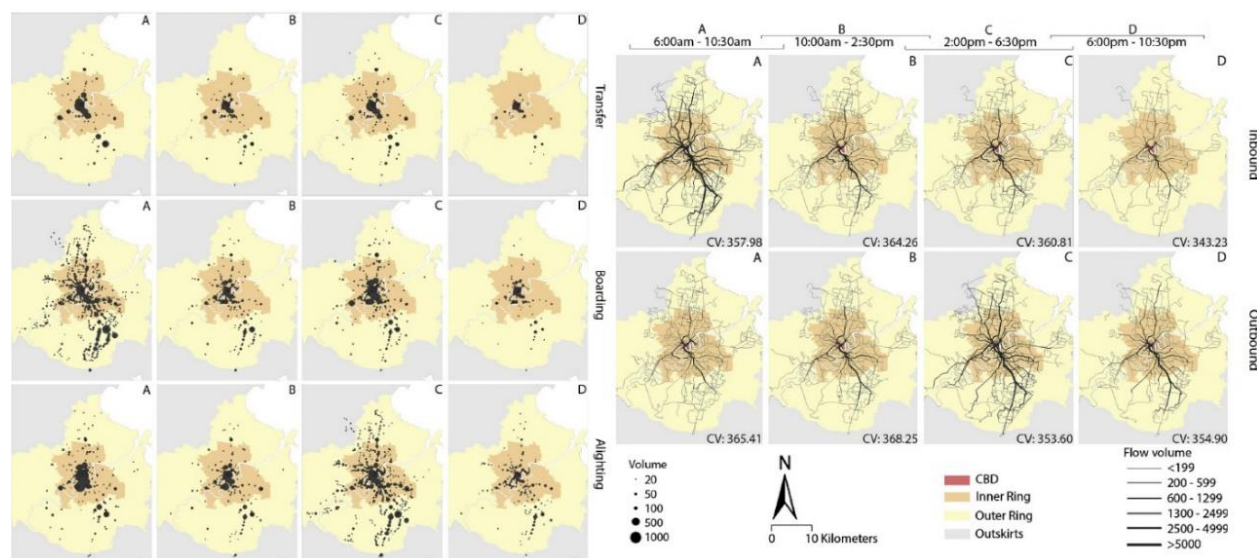 A B C D
Transfer
A B C D
Boarding
A B C D
Alighting
A B C D
6:00am - 10:30am 10:00am - 2:30pm 2:00pm - 6:30pm 6:00pm - 10:30pm
A B C D
Inbound
CV: 357.98 CV: 364.26 CV: 360.81 CV: 343.23
A B C D
Outbound
CV: 365.41 CV: 368.25 CV: 353.60 CV: 354.90
Volume
20
50
100
500
1000
N
0 10 Kilometers
CBD
Inner Ring
Outer Ring
Outskirts
Flow volume
<199
200 - 599
600 - 1299
1300 - 2499
2500 - 4999
>5000